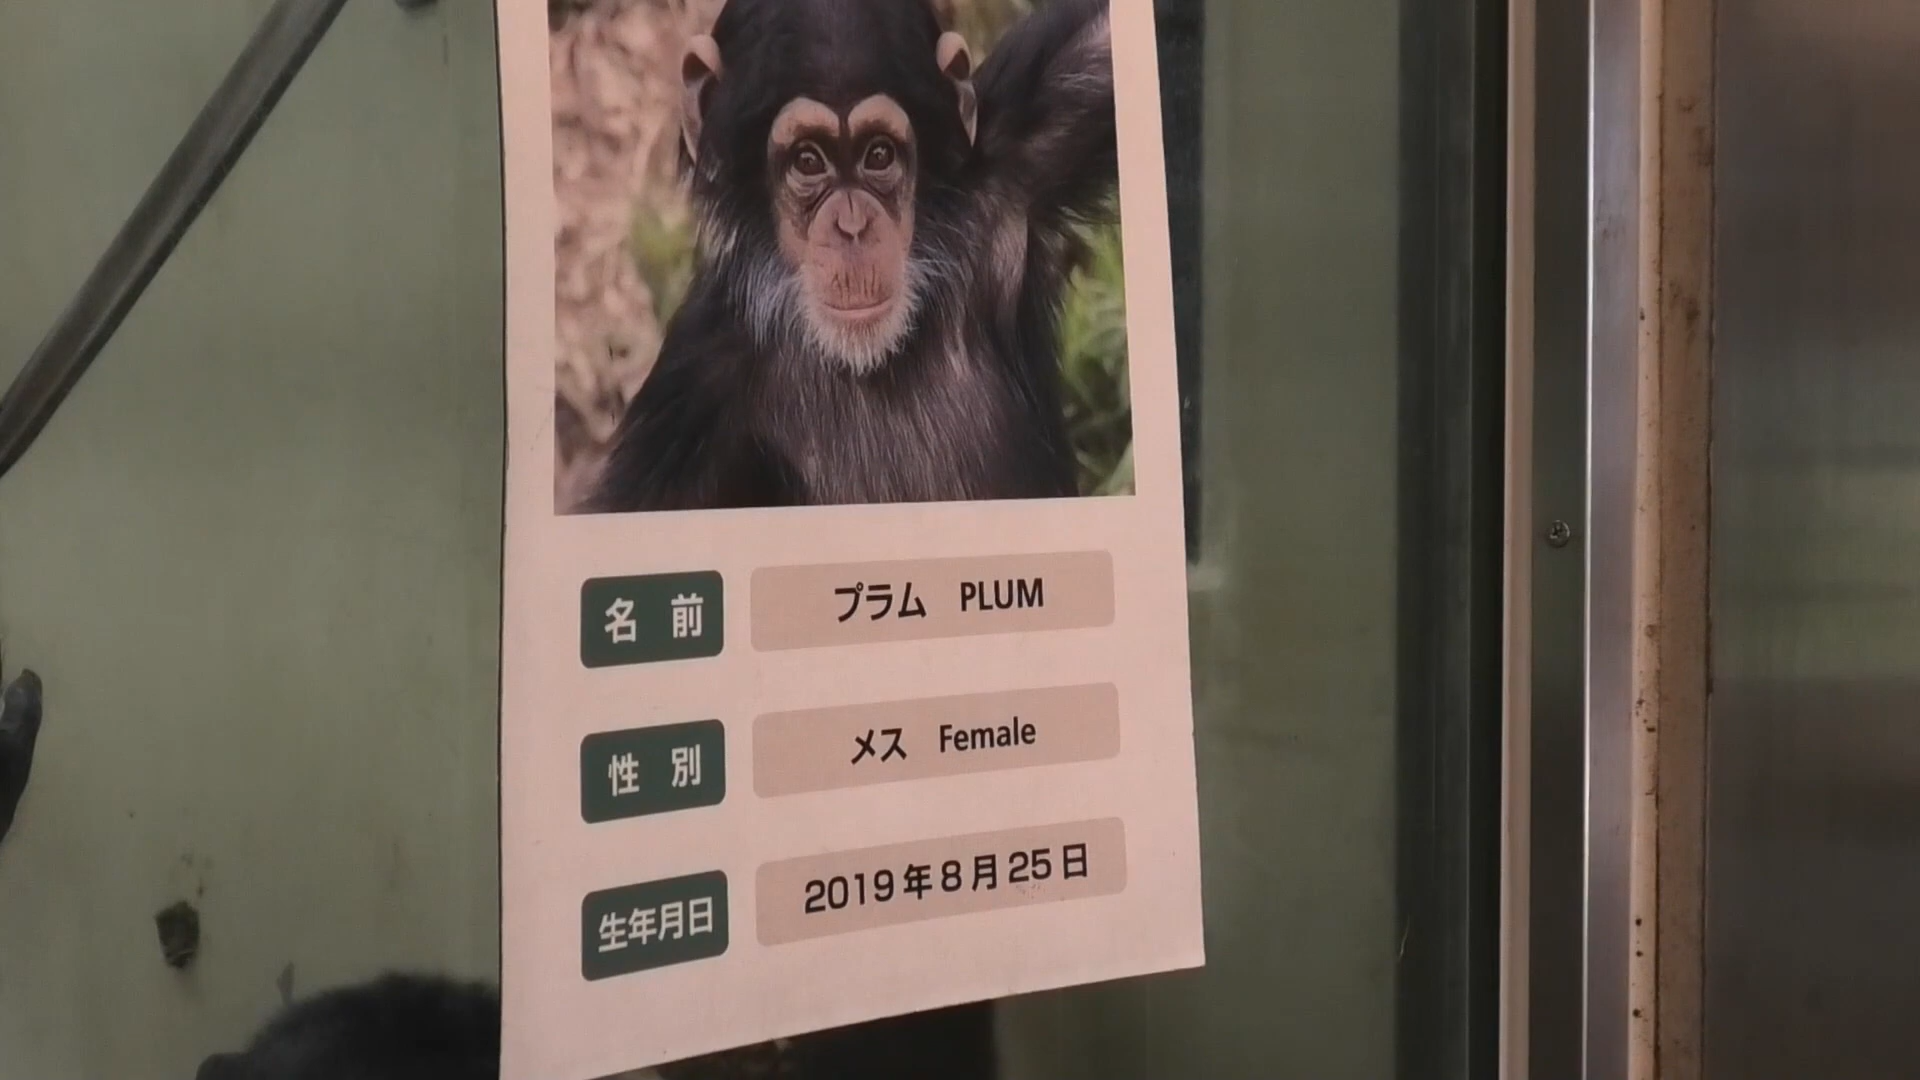 名 前 プラム PLUM
性 別 メス Female
生年月日 2019年8月25日